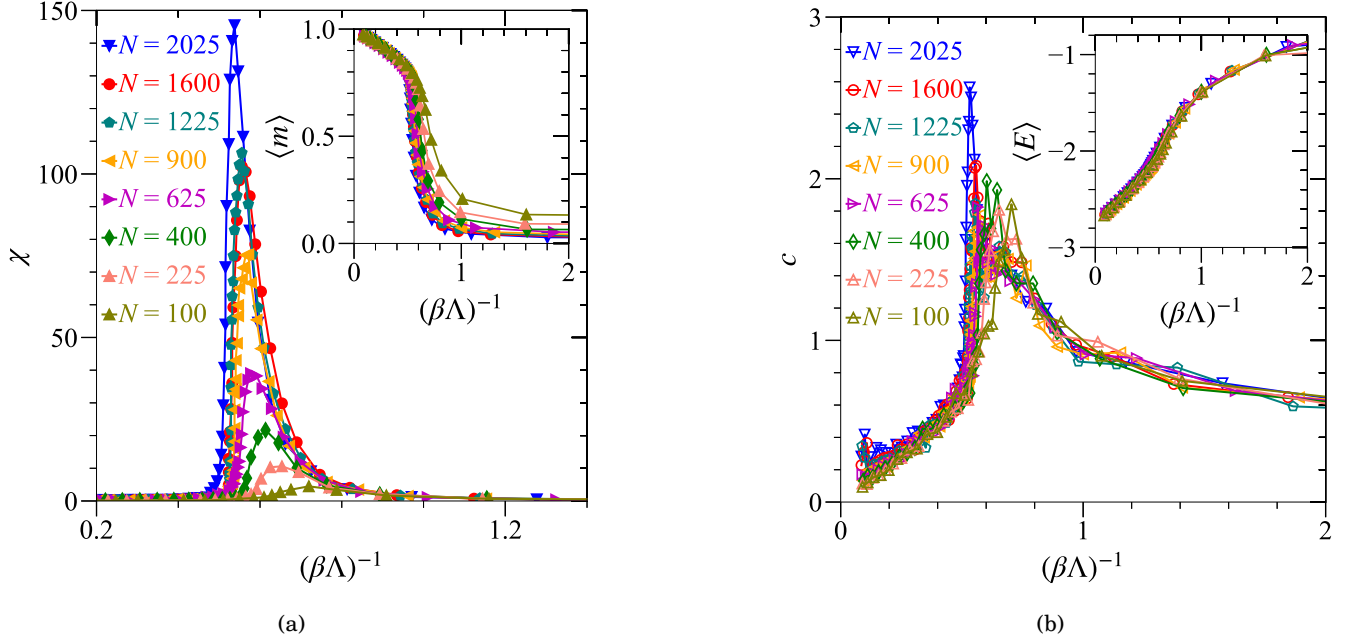 150
100
50
0
χ
N = 2025
N = 1600
N = 1225
N = 900
N = 625
N = 400
N = 225
N = 100
1.0
0.5
0.0
⟨m⟩
0 1 2
(βΛ)⁻¹
0.2 1.2
(βΛ)⁻¹
(a)
3
2
1
0
c
N = 2025
N = 1600
N = 1225
N = 900
N = 625
N = 400
N = 225
N = 100
−1
−2
−3
⟨E⟩
0 1 2
(βΛ)⁻¹
0 1 2
(βΛ)⁻¹
(b)